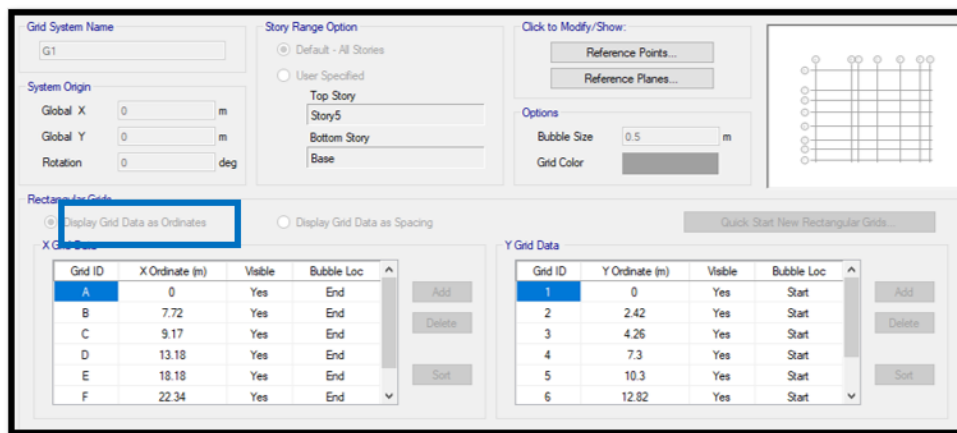 Grid System Name
G1
System Origin
Global X 0 m
Global Y 0 m
Rotation 0 deg
Story Range Option
Default - All Stories
User Specified
Top Story
Story5
Bottom Story
Base
Click to Modify/Show:
Reference Points...
Reference Planes...
Options
Bubble Size 0.5 m
Grid Color
Rectangular Grids
Display Grid Data as Ordinates
Display Grid Data as Spacing
Quick Start New Rectangular Grids...
X Grid Data
Grid ID X Ordinate (m) Visible Bubble Loc
A 0 Yes End
B 7.72 Yes End
C 9.17 Yes End
D 13.18 Yes End
E 18.18 Yes End
F 22.34 Yes End
Add
Delete
Sort
Y Grid Data
Grid ID Y Ordinate (m) Visible Bubble Loc
1 0 Yes Start
2 2.42 Yes Start
3 4.26 Yes Start
4 7.3 Yes Start
5 10.3 Yes Start
6 12.82 Yes Start
Add
Delete
Sort